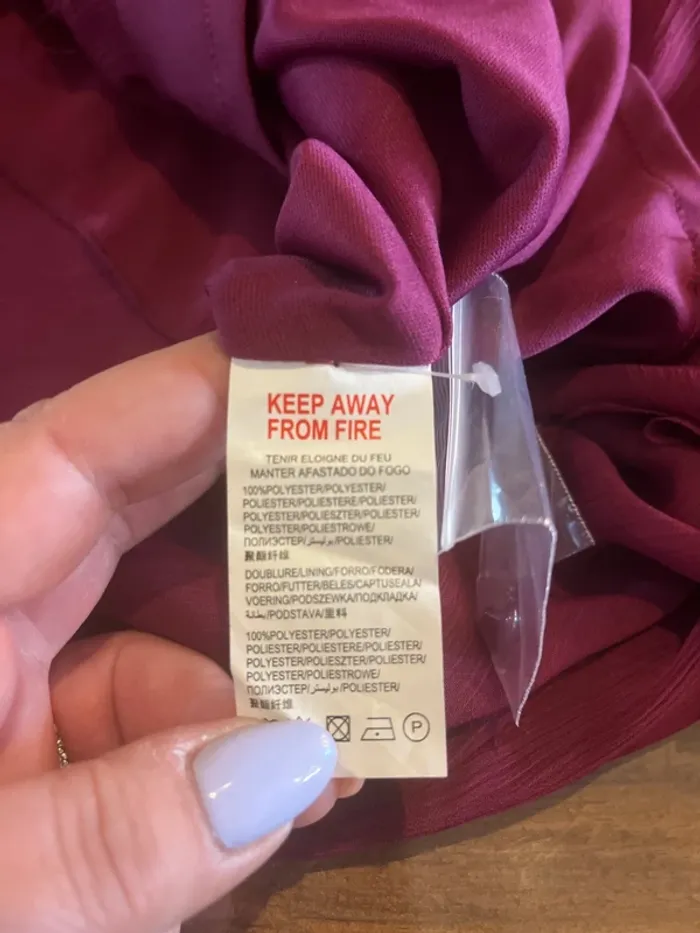 KEEP AWAY
FROM FIRE
TENIR ELOIGNE DU FEU
MANTER AFASTADO DO FOGO
100%POLYESTER/POLYESTER/
POLIESTER/POLIESTERE/POLIESTER/
POLYESTER/POLIESZTER/POLIESTER/
POLYESTER/POLIESTROWE/
ПОЛИЭСТЕР/بوليستر/POLIESTER/
聚酯纤维
DOUBLURE/LINING/FORRO/FODERA/
FORRO/FUTTER/BELES/CAPTUSEALA/
VOERING/PODSZEWKA/ПОДКЛАДКА/
بطانة/PODSTAVA/里料
100%POLYESTER/POLYESTER/
POLIESTER/POLIESTERE/POLIESTER/
POLYESTER/POLIESZTER/POLIESTER/
POLYESTER/POLIESTROWE/
ПОЛИЭСТЕР/بوليستر/POLIESTER/
聚酯纤维
P